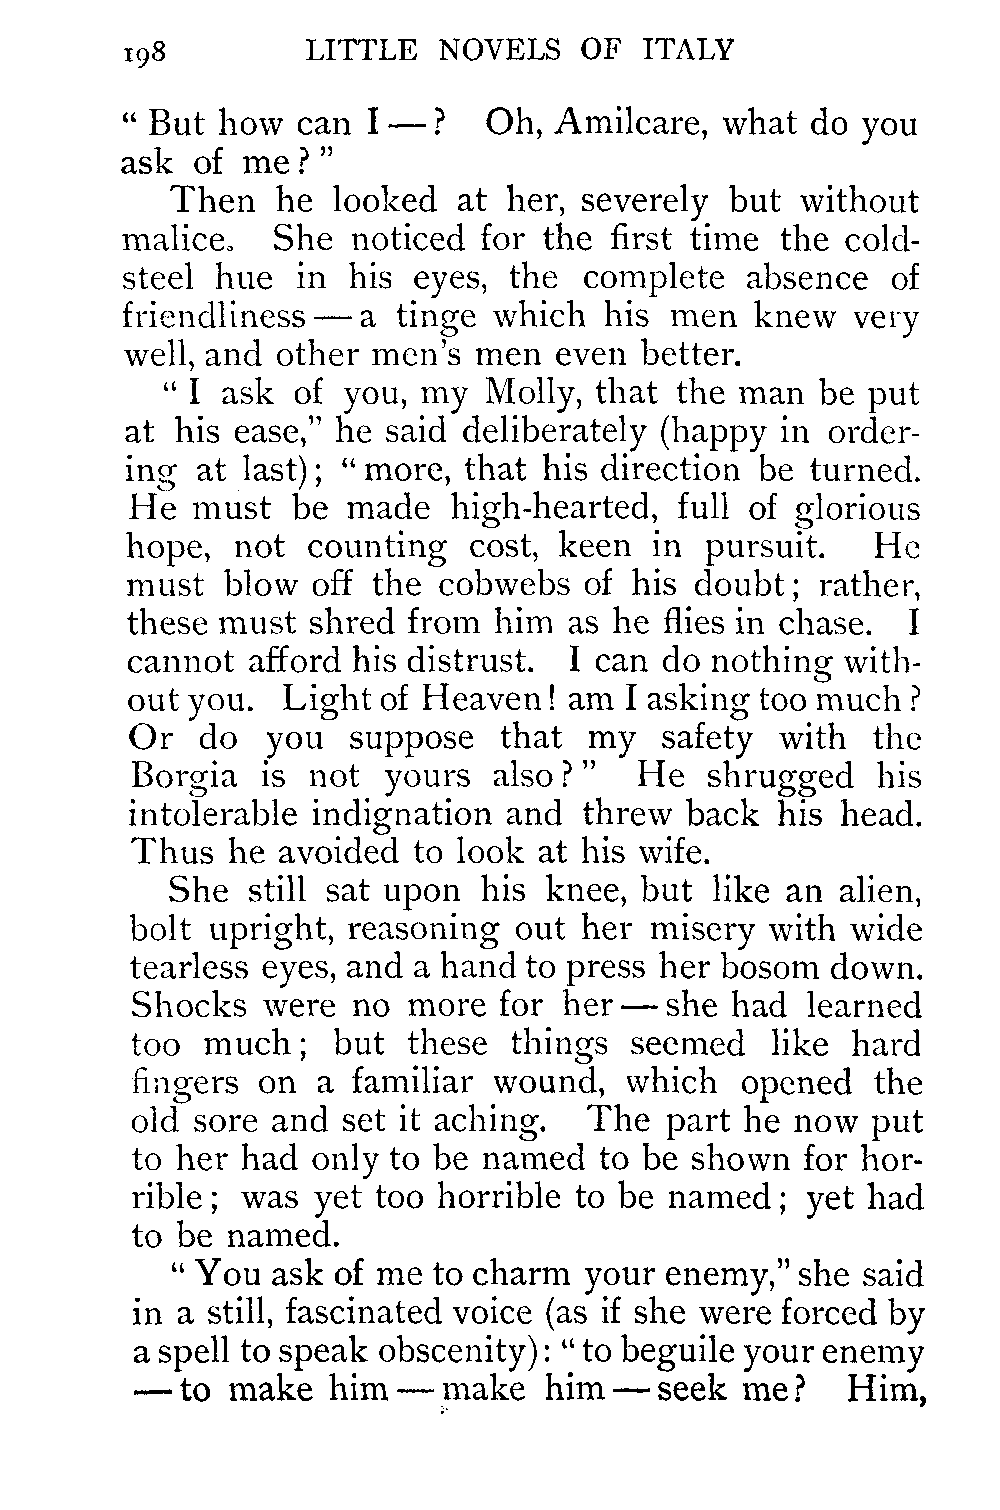 198 LITTLE NOVELS OF ITALY
“ But how can I — ? Oh, Amilcare, what do you
ask of me? ”
Then he looked at her, severely but without
malice. She noticed for the first time the cold-
steel hue in his eyes, the complete absence of
friendliness — a tinge which his men knew very
well, and other men's men even better.
“ I ask of you, my Molly, that the man be put
at his ease,” he said deliberately (happy in order-
ing at last); “ more, that his direction be turned.
He must be made high-hearted, full of glorious
hope, not counting cost, keen in pursuit. He
must blow off the cobwebs of his doubt; rather,
these must shred from him as he flies in chase. I
cannot afford his distrust. I can do nothing with-
out you. Light of Heaven! am I asking too much?
Or do you suppose that my safety with the
Borgia is not yours also? ” He shrugged his
intolerable indignation and threw back his head.
Thus he avoided to look at his wife.
She still sat upon his knee, but like an alien,
bolt upright, reasoning out her misery with wide
tearless eyes, and a hand to press her bosom down.
Shocks were no more for her — she had learned
too much; but these things seemed like hard
fingers on a familiar wound, which opened the
old sore and set it aching. The part he now put
to her had only to be named to be shown for hor-
rible; was yet too horrible to be named; yet had
to be named.
“ You ask of me to charm your enemy,” she said
in a still, fascinated voice (as if she were forced by
a spell to speak obscenity): “ to beguile your enemy
— to make him — make him — seek me? Him,